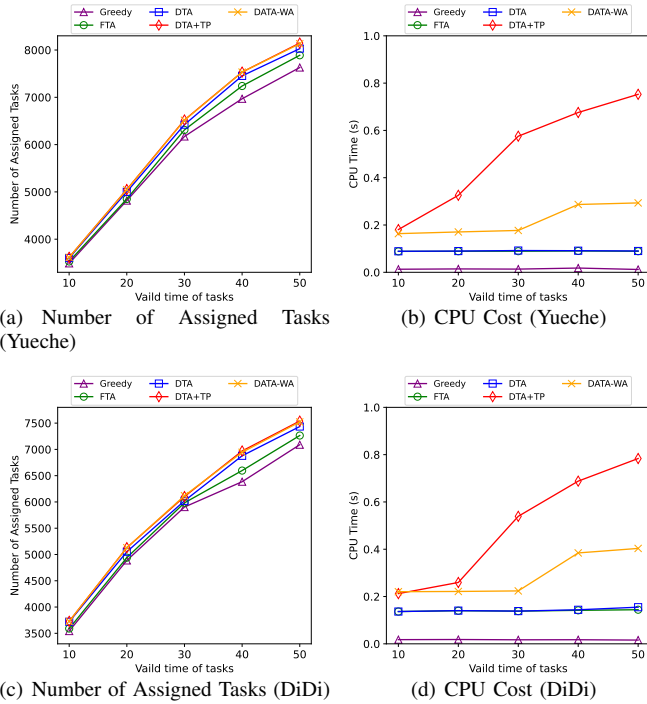 Greedy DTA DATA-WA
FTA DTA+TP
8000
7000
6000
5000
4000
Number of Assigned Tasks
10 20 30 40 50
Vaild time of tasks
(a) Number of Assigned Tasks
(Yueche)
Greedy DTA DATA-WA
FTA DTA+TP
1.0
0.8
0.6
0.4
0.2
0.0
CPU Time (s)
10 20 30 40 50
Vaild time of tasks
(b) CPU Cost (Yueche)
Greedy DTA DATA-WA
FTA DTA+TP
7500
7000
6500
6000
5500
5000
4500
4000
3500
Number of Assigned Tasks
10 20 30 40 50
Vaild time of tasks
(c) Number of Assigned Tasks (DiDi)
Greedy DTA DATA-WA
FTA DTA+TP
1.0
0.8
0.6
0.4
0.2
0.0
CPU Time (s)
10 20 30 40 50
Vaild time of tasks
(d) CPU Cost (DiDi)